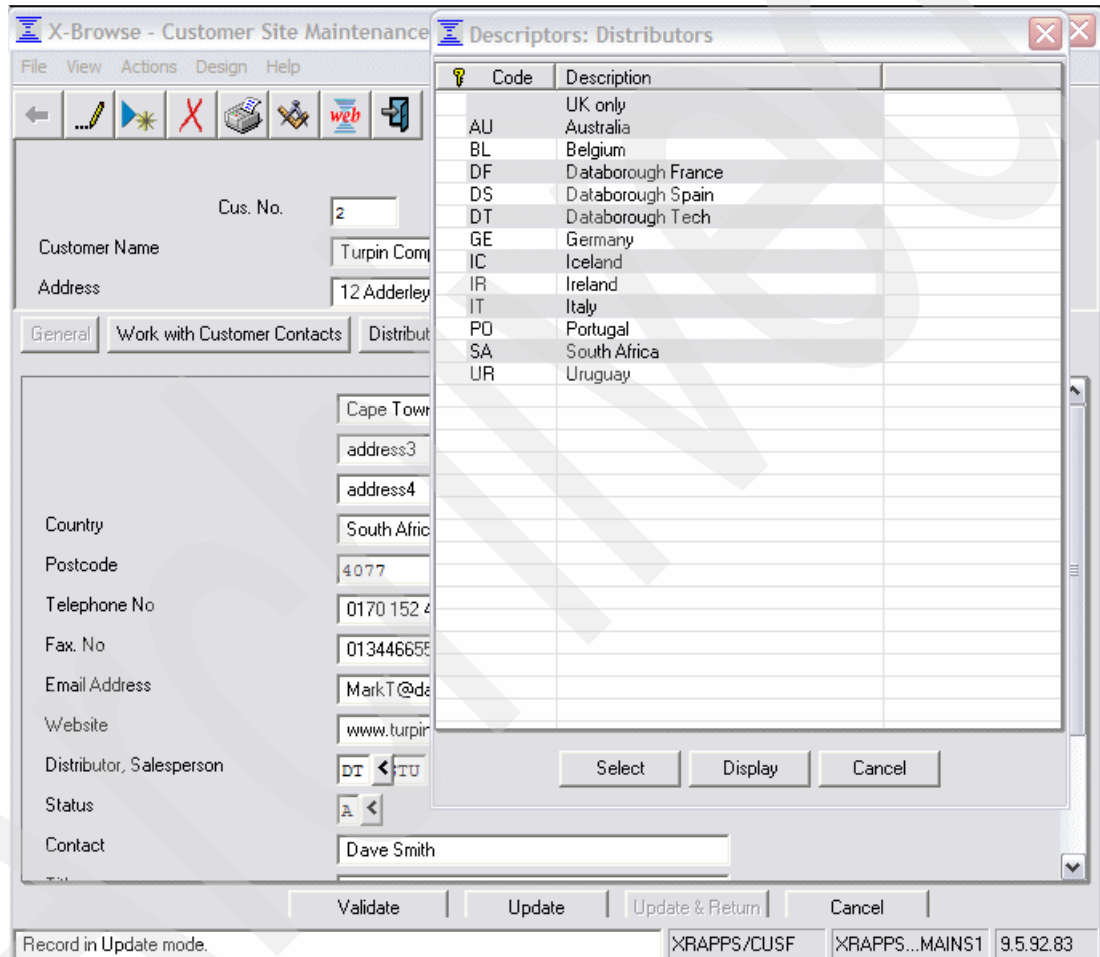 X-Browse - Customer Site Maintenance
File View Actions Design Help
web
Cus. No. 2
Customer Name Turpin Comp
Address 12 Adderley
General Work with Customer Contacts Distribut
Cape Town
address3
address4
Country South Afric
Postcode 4077
Telephone No 0170 152 4
Fax. No 013446655
Email Address MarkT@da
Website www.turpin
Distributor, Salesperson DT STU
Status A
Contact Dave Smith
Validate Update Update & Return Cancel
Record in Update mode. XRAPPS/CUSF XRAPPS...MAINS1 9.5.92.83
Descriptors: Distributors
Code Description
UK only
AU Australia
BL Belgium
DF Databorough France
DS Databorough Spain
DT Databorough Tech
GE Germany
IC Iceland
IR Ireland
IT Italy
PO Portugal
SA South Africa
UR Uruguay
Select Display Cancel